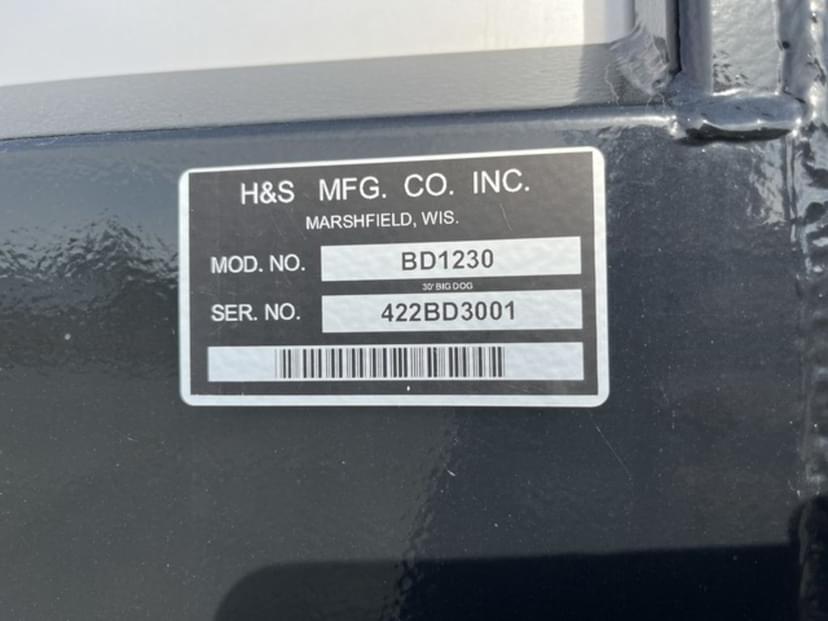 H&S MFG. CO. INC.
MARSHFIELD, WIS.
MOD. NO. BD1230
30' BIG DOG
SER. NO. 422BD3001